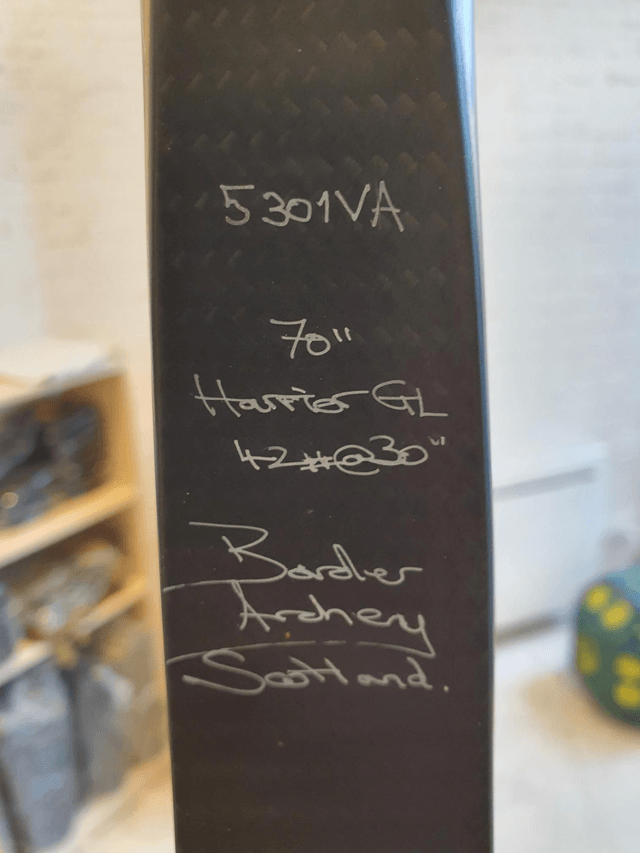 5301VA
70"
Harrier GL
42#@30"
Border
Archery
Scotland.